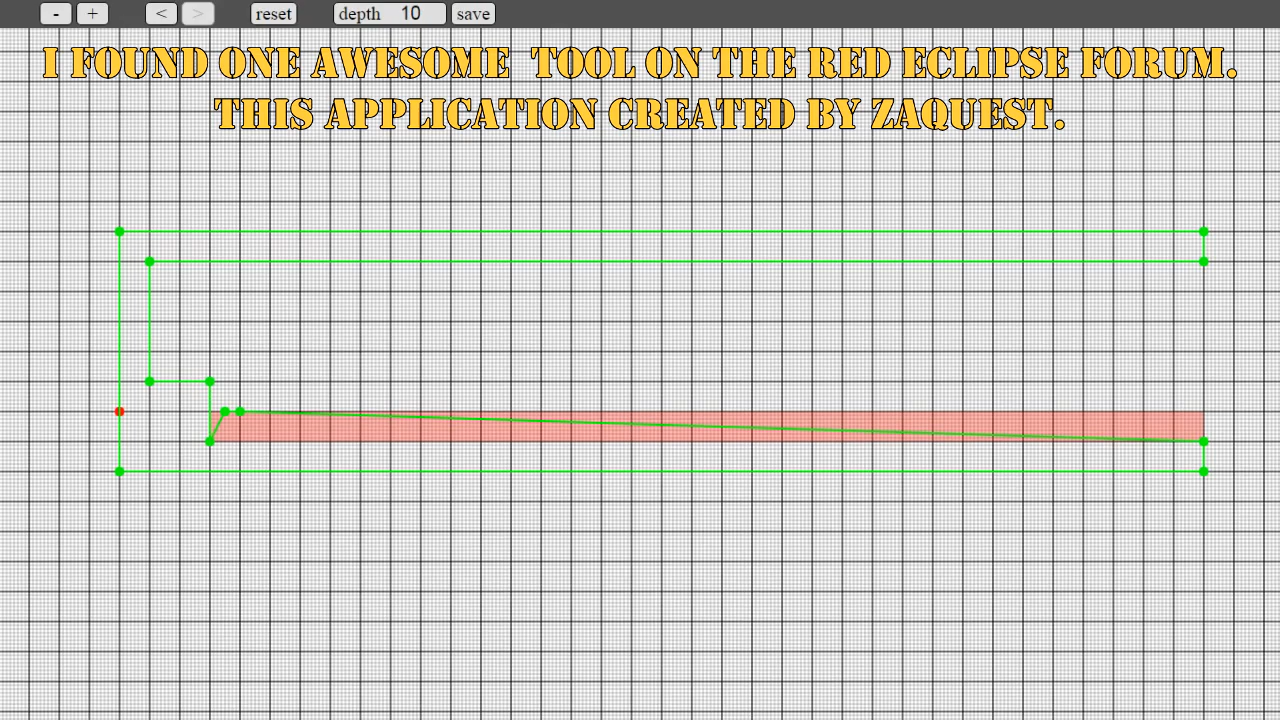 - + < > reset depth 10 save
I FOUND ONE AWESOME TOOL ON THE RED ECLIPSE FORUM.
THIS APPLICATION CREATED BY ZAQUEST.